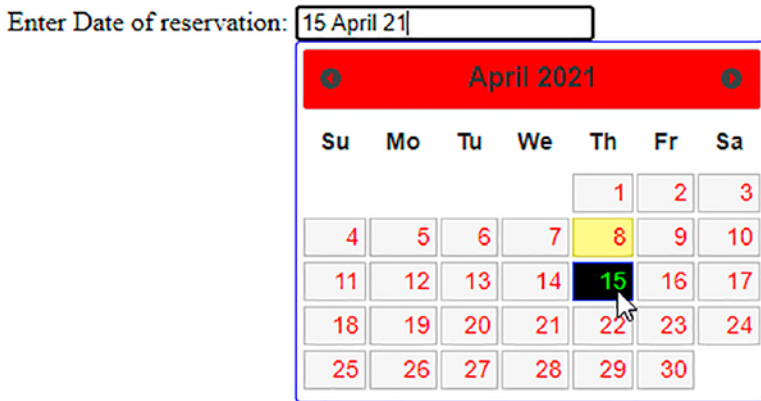 Enter Date of reservation: 15 April 21
April 2021
Su Mo Tu We Th Fr Sa
1 2 3
4 5 6 7 8 9 10
11 12 13 14 15 16 17
18 19 20 21 22 23 24
25 26 27 28 29 30